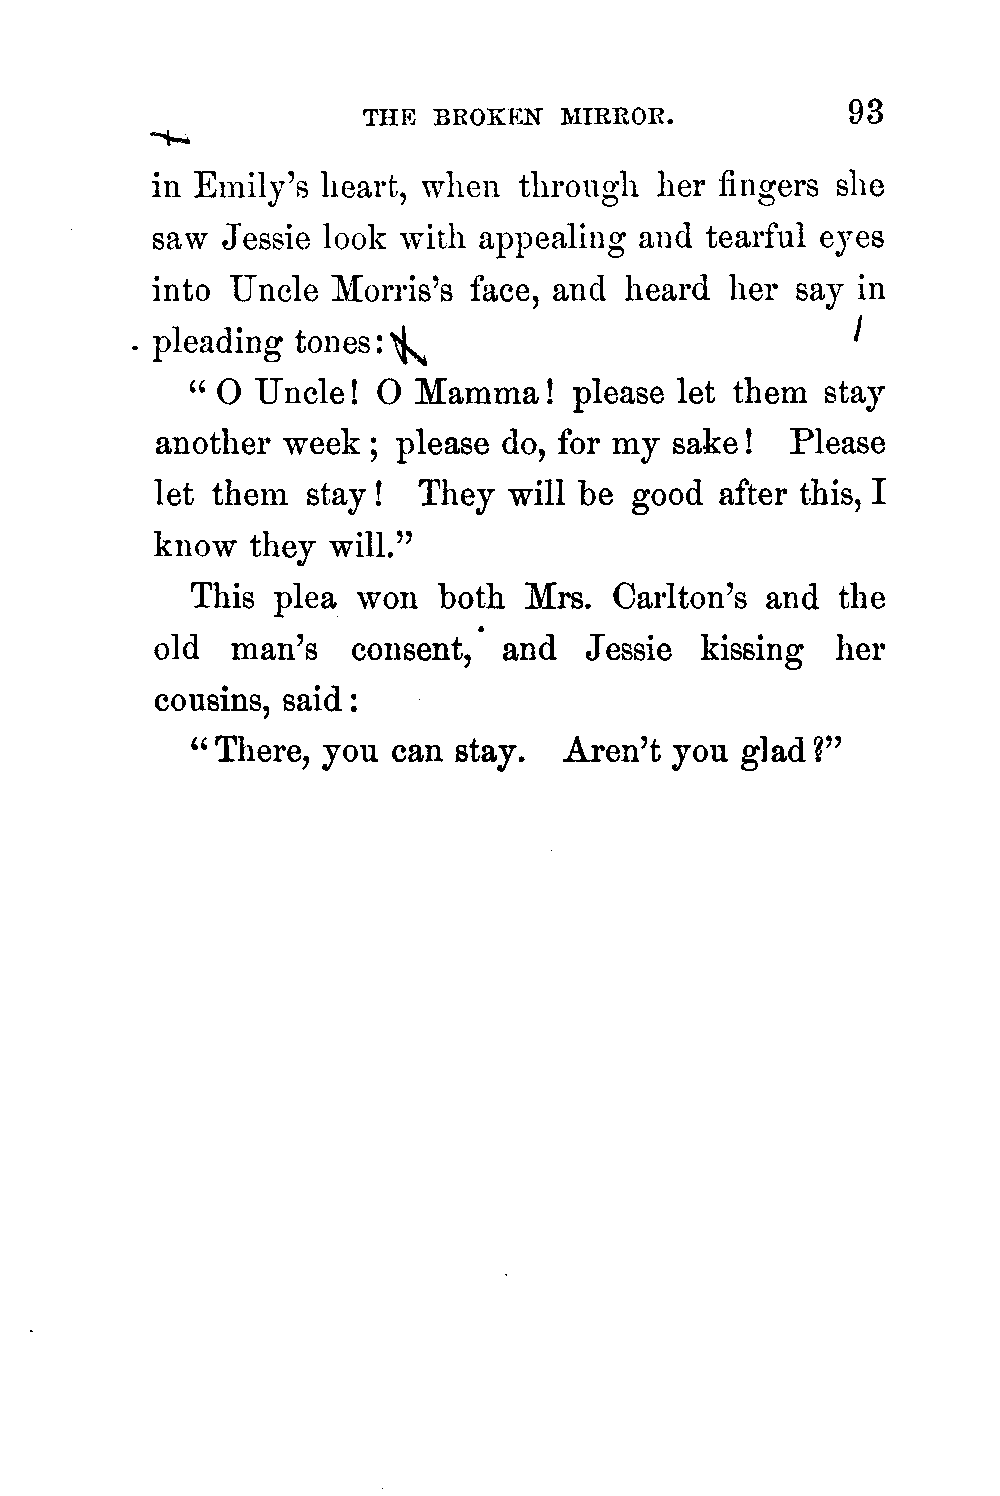 THE BROKEN MIRROR. 93
in Emily's heart, when through her fingers she
saw Jessie look with appealing and tearful eyes
into Uncle Morris's face, and heard her say in
pleading tones:
"O Uncle! O Mamma! please let them stay
another week; please do, for my sake! Please
let them stay! They will be good after this, I
know they will."
This plea won both Mrs. Carlton's and the
old man's consent, and Jessie kissing her
cousins, said:
"There, you can stay. Aren't you glad?"